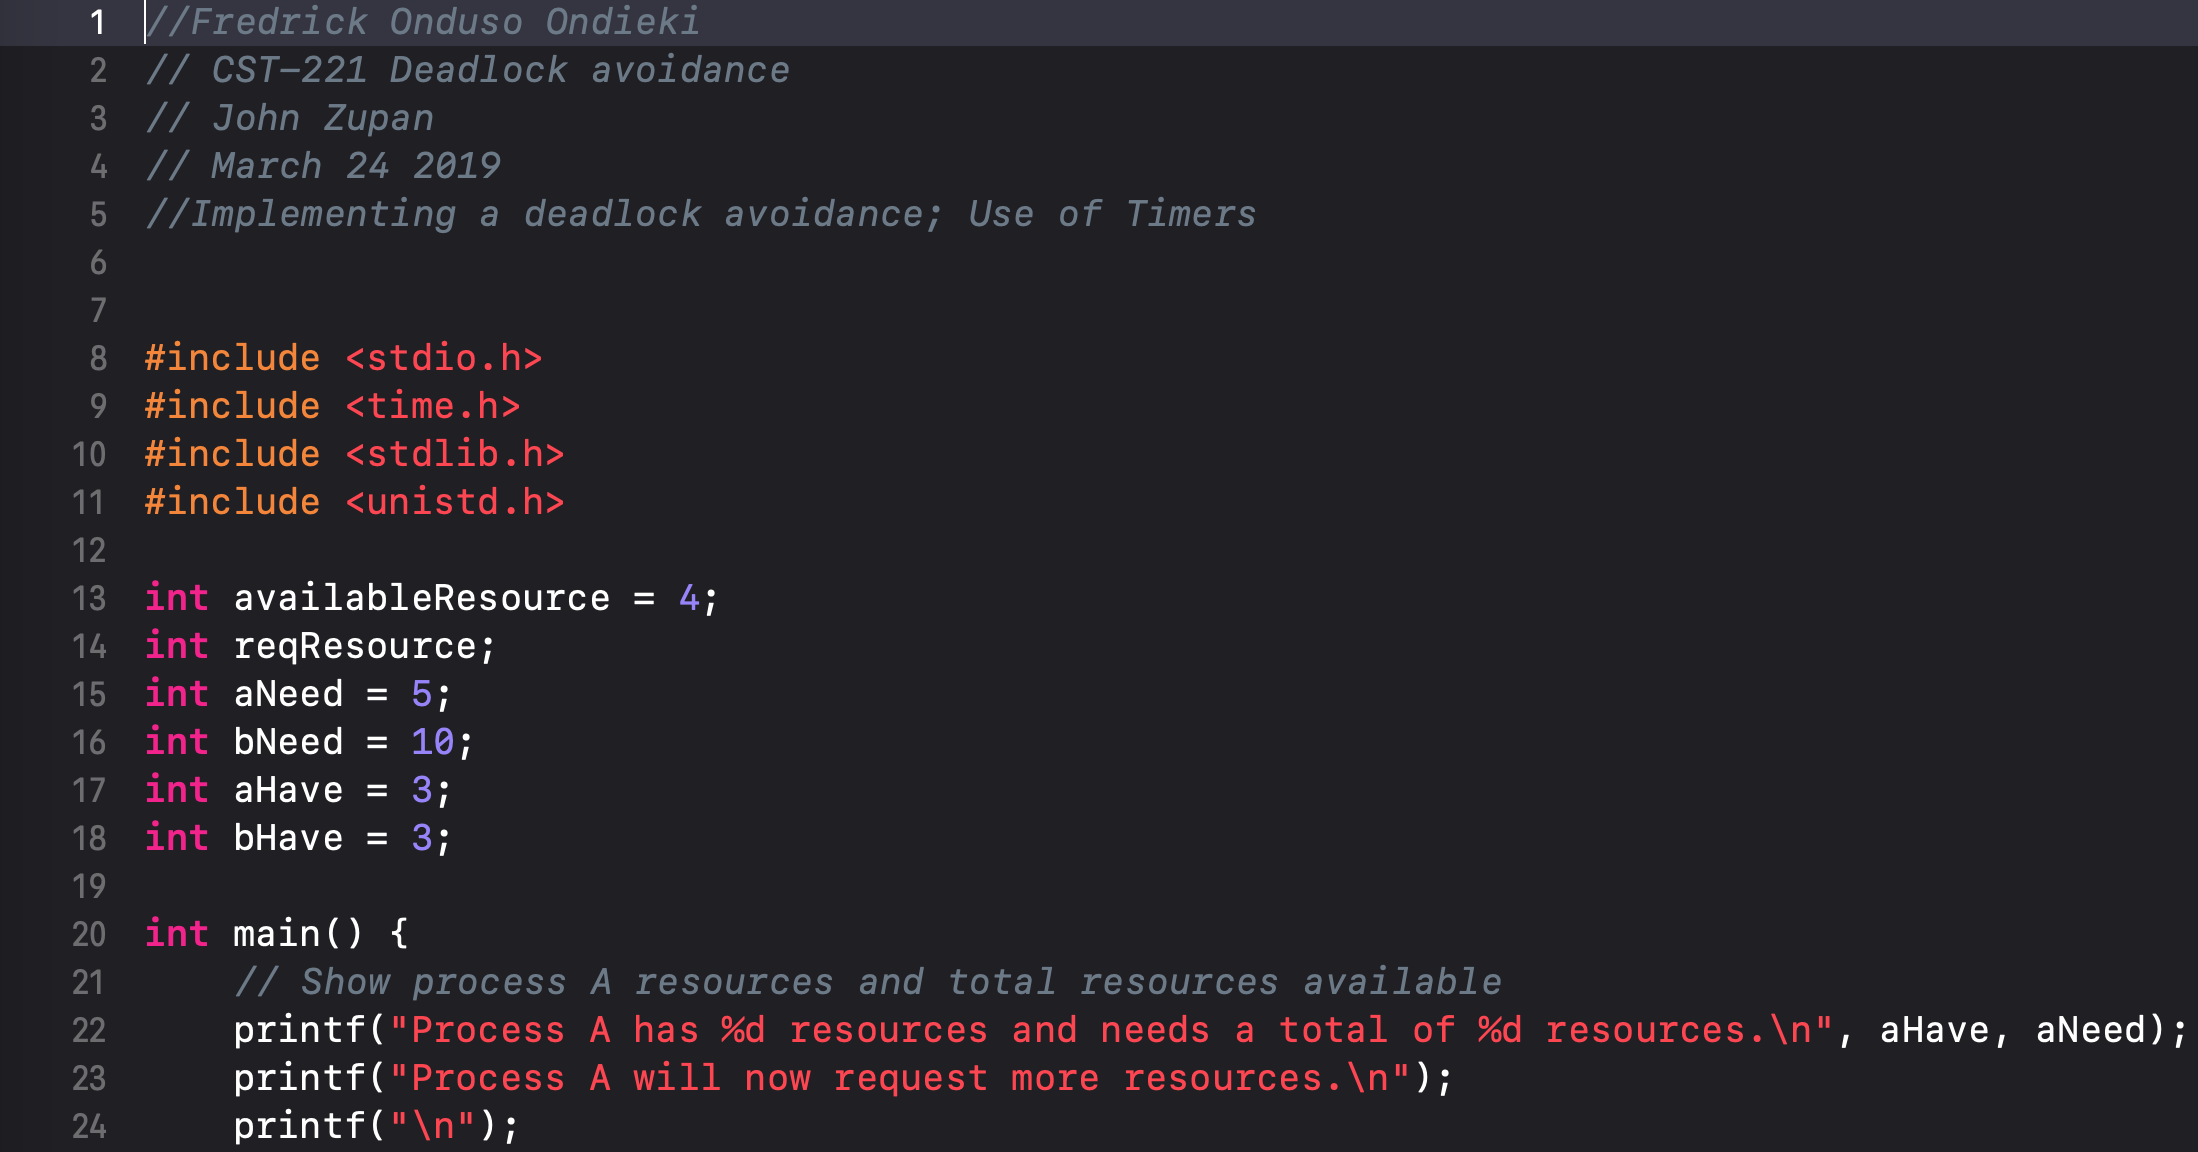 1 //Fredrick Onduso Ondieki
2 // CST-221 Deadlock avoidance
3 // John Zupan
4 // March 24 2019
5 //Implementing a deadlock avoidance; Use of Timers
6
7
8 #include <stdio.h>
9 #include <time.h>
10 #include <stdlib.h>
11 #include <unistd.h>
12
13 int availableResource = 4;
14 int reqResource;
15 int aNeed = 5;
16 int bNeed = 10;
17 int aHave = 3;
18 int bHave = 3;
19
20 int main() {
21     // Show process A resources and total resources available
22     printf("Process A has %d resources and needs a total of %d resources.\n", aHave, aNeed);
23     printf("Process A will now request more resources.\n");
24     printf("\n");